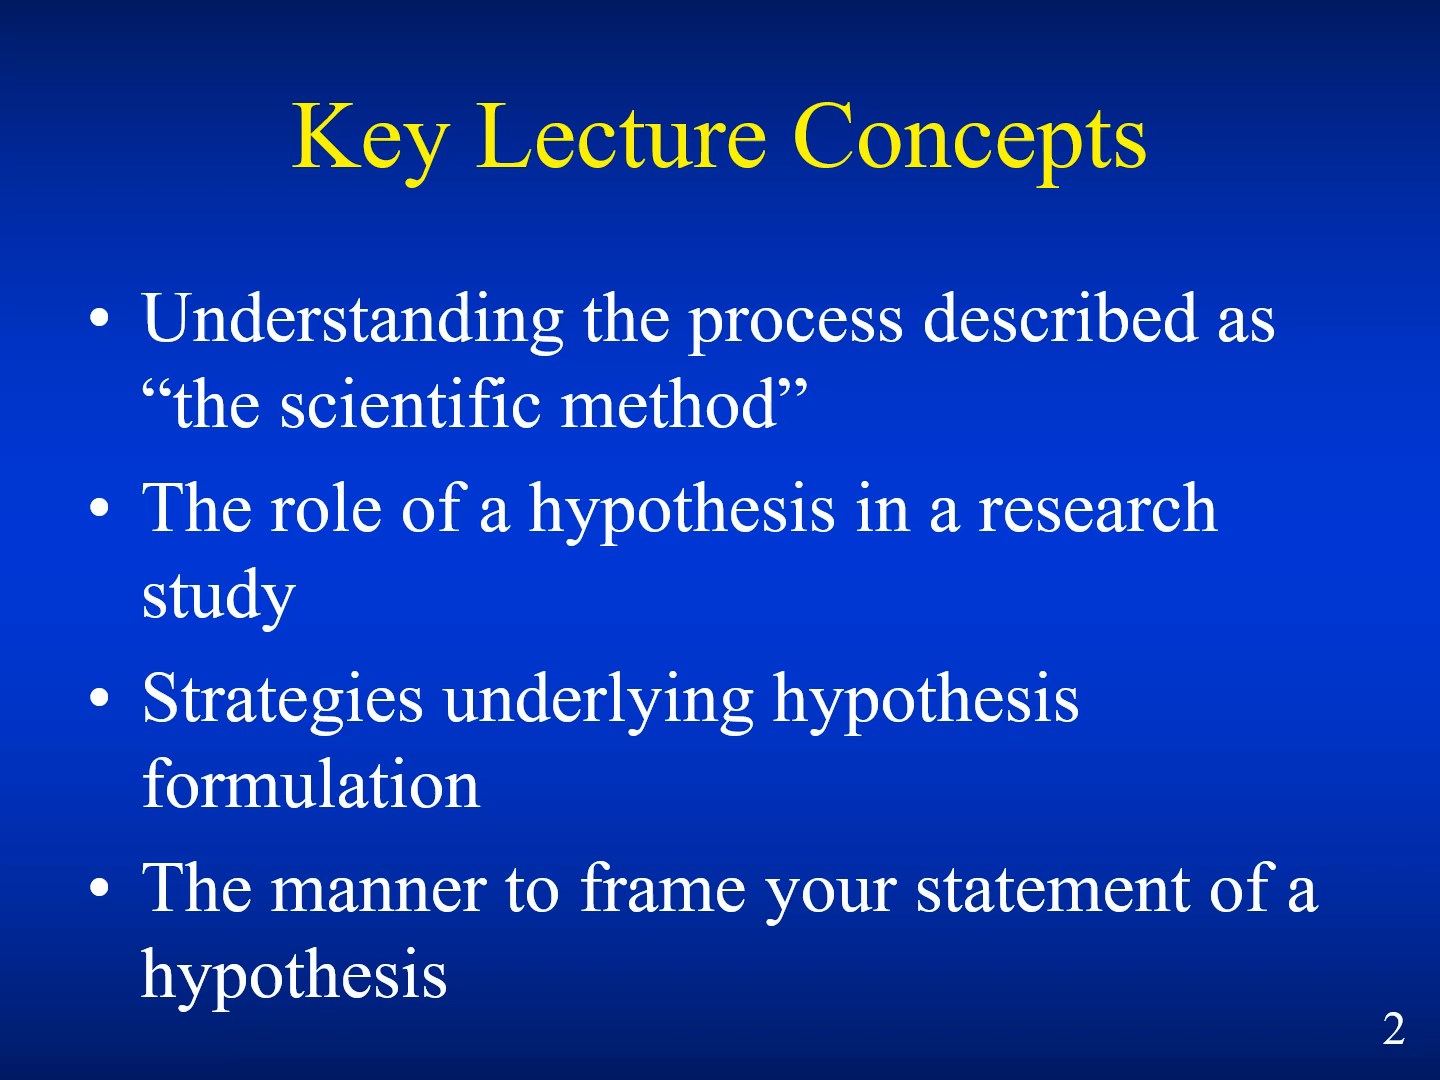 Key Lecture Concepts
• Understanding the process described as
“the scientific method”
• The role of a hypothesis in a research
study
• Strategies underlying hypothesis
formulation
• The manner to frame your statement of a
hypothesis
2